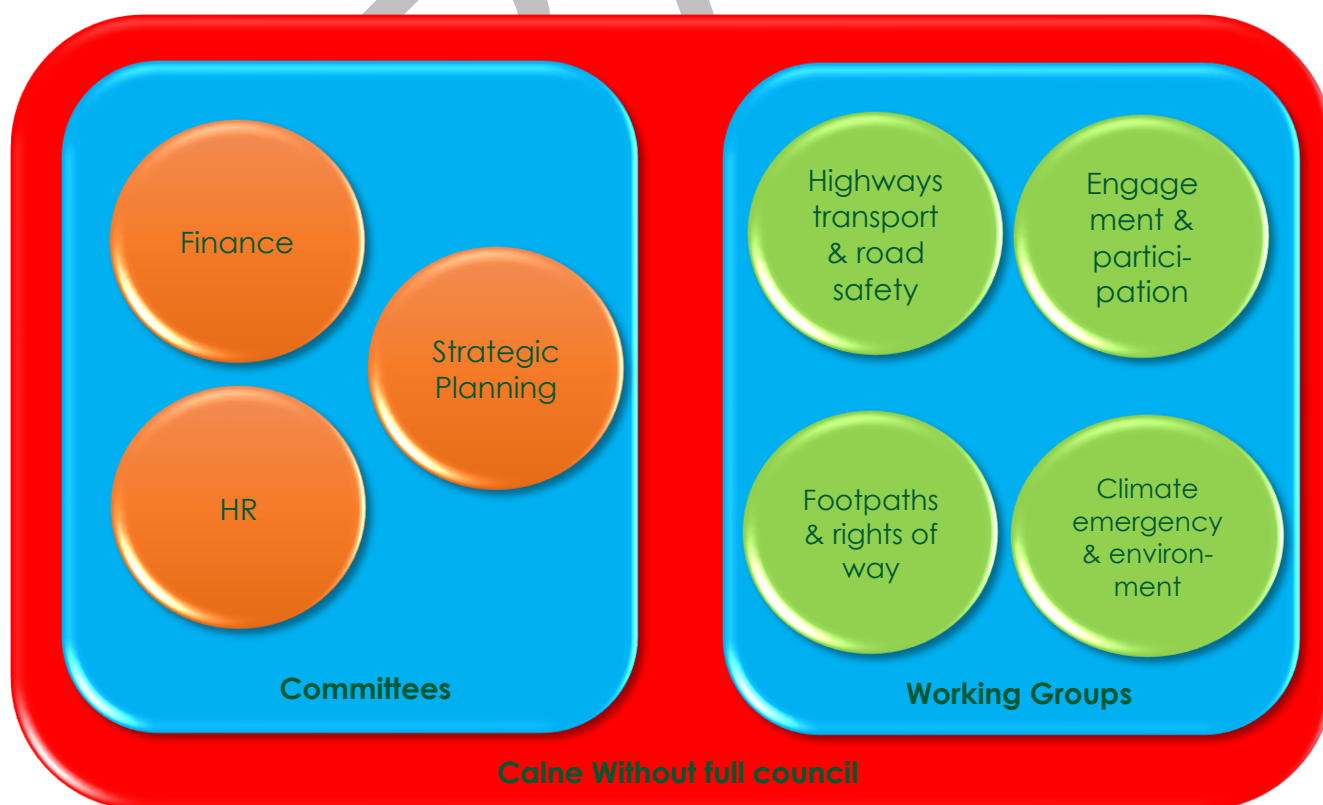 Finance
Strategic
Planning
HR
Committees
Highways
transport
& road
safety
Engage
ment &
partici-
pation
Footpaths
& rights of
way
Climate
emergency
& environ-
ment
Working Groups
Calne Without full council